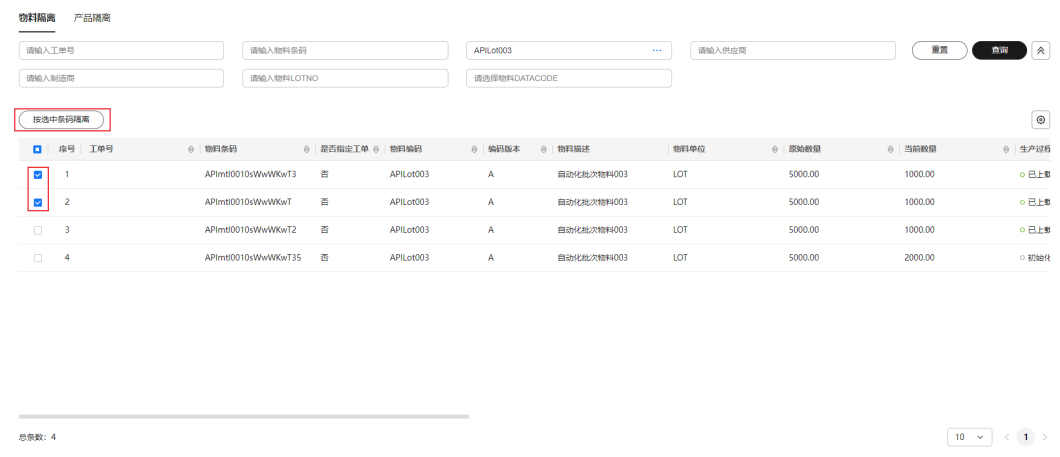 物料隔离 产品隔离
请输入工单号 请输入物料条码 APILot003 ... 请输入供应商 重置 查询
请输入制造商 请输入物料LOTNO 请选择物料DATACODE
按选中条码隔离
序号 工单号 物料条码 是否指定工单 物料编码 编码版本 物料描述 物料单位 原始数量 当前数量 生产过程
1 APImtl0010sWwWKwT3 否 APILot003 A 自动化批次物料003 LOT 5000.00 1000.00 已上载
2 APImtl0010sWwWKwT 否 APILot003 A 自动化批次物料003 LOT 5000.00 1000.00 已上载
3 APImtl0010sWwWKwT2 否 APILot003 A 自动化批次物料003 LOT 5000.00 1000.00 已上载
4 APImtl0010sWwWKwT35 否 APILot003 A 自动化批次物料003 LOT 5000.00 2000.00 初始化
总条数: 4 10 < 1 >